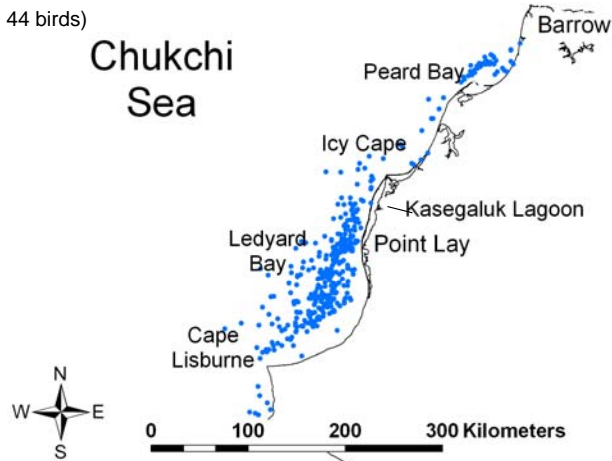 44 birds)
Chukchi
Sea
Barrow
Peard Bay
Icy Cape
Kasegaluk Lagoon
Ledyard
Bay
Point Lay
Cape
Lisburne
N
W E
S
0 100 200 300 Kilometers